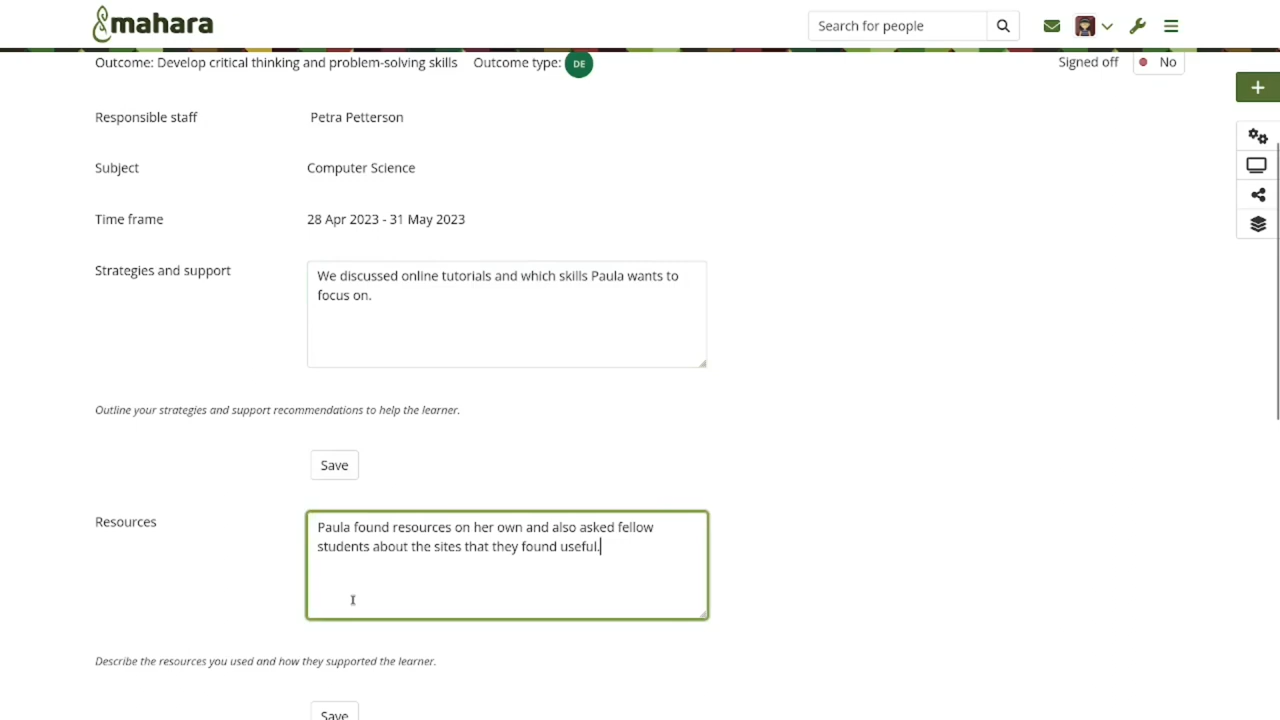 mahara
Search for people
Outcome: Develop critical thinking and problem-solving skills Outcome type: DE
Signed off No
Responsible staff Petra Petterson
Subject Computer Science
Time frame 28 Apr 2023 - 31 May 2023
Strategies and support
We discussed online tutorials and which skills Paula wants to
focus on.
Outline your strategies and support recommendations to help the learner.
Save
Resources
Paula found resources on her own and also asked fellow
students about the sites that they found useful.
Describe the resources you used and how they supported the learner.
Save